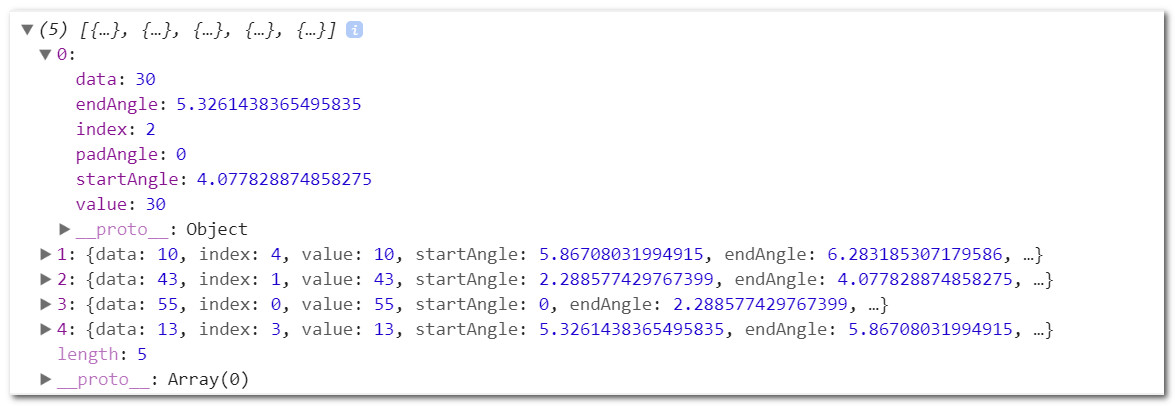 (5) [{…}, {…}, {…}, {…}, {…}] i
0:
data: 30
endAngle: 5.3261438365495835
index: 2
padAngle: 0
startAngle: 4.077828874858275
value: 30
__proto__: Object
1: {data: 10, index: 4, value: 10, startAngle: 5.86708031994915, endAngle: 6.283185307179586, …}
2: {data: 43, index: 1, value: 43, startAngle: 2.288577429767399, endAngle: 4.077828874858275, …}
3: {data: 55, index: 0, value: 55, startAngle: 0, endAngle: 2.288577429767399, …}
4: {data: 13, index: 3, value: 13, startAngle: 5.3261438365495835, endAngle: 5.86708031994915, …}
length: 5
__proto__: Array(0)